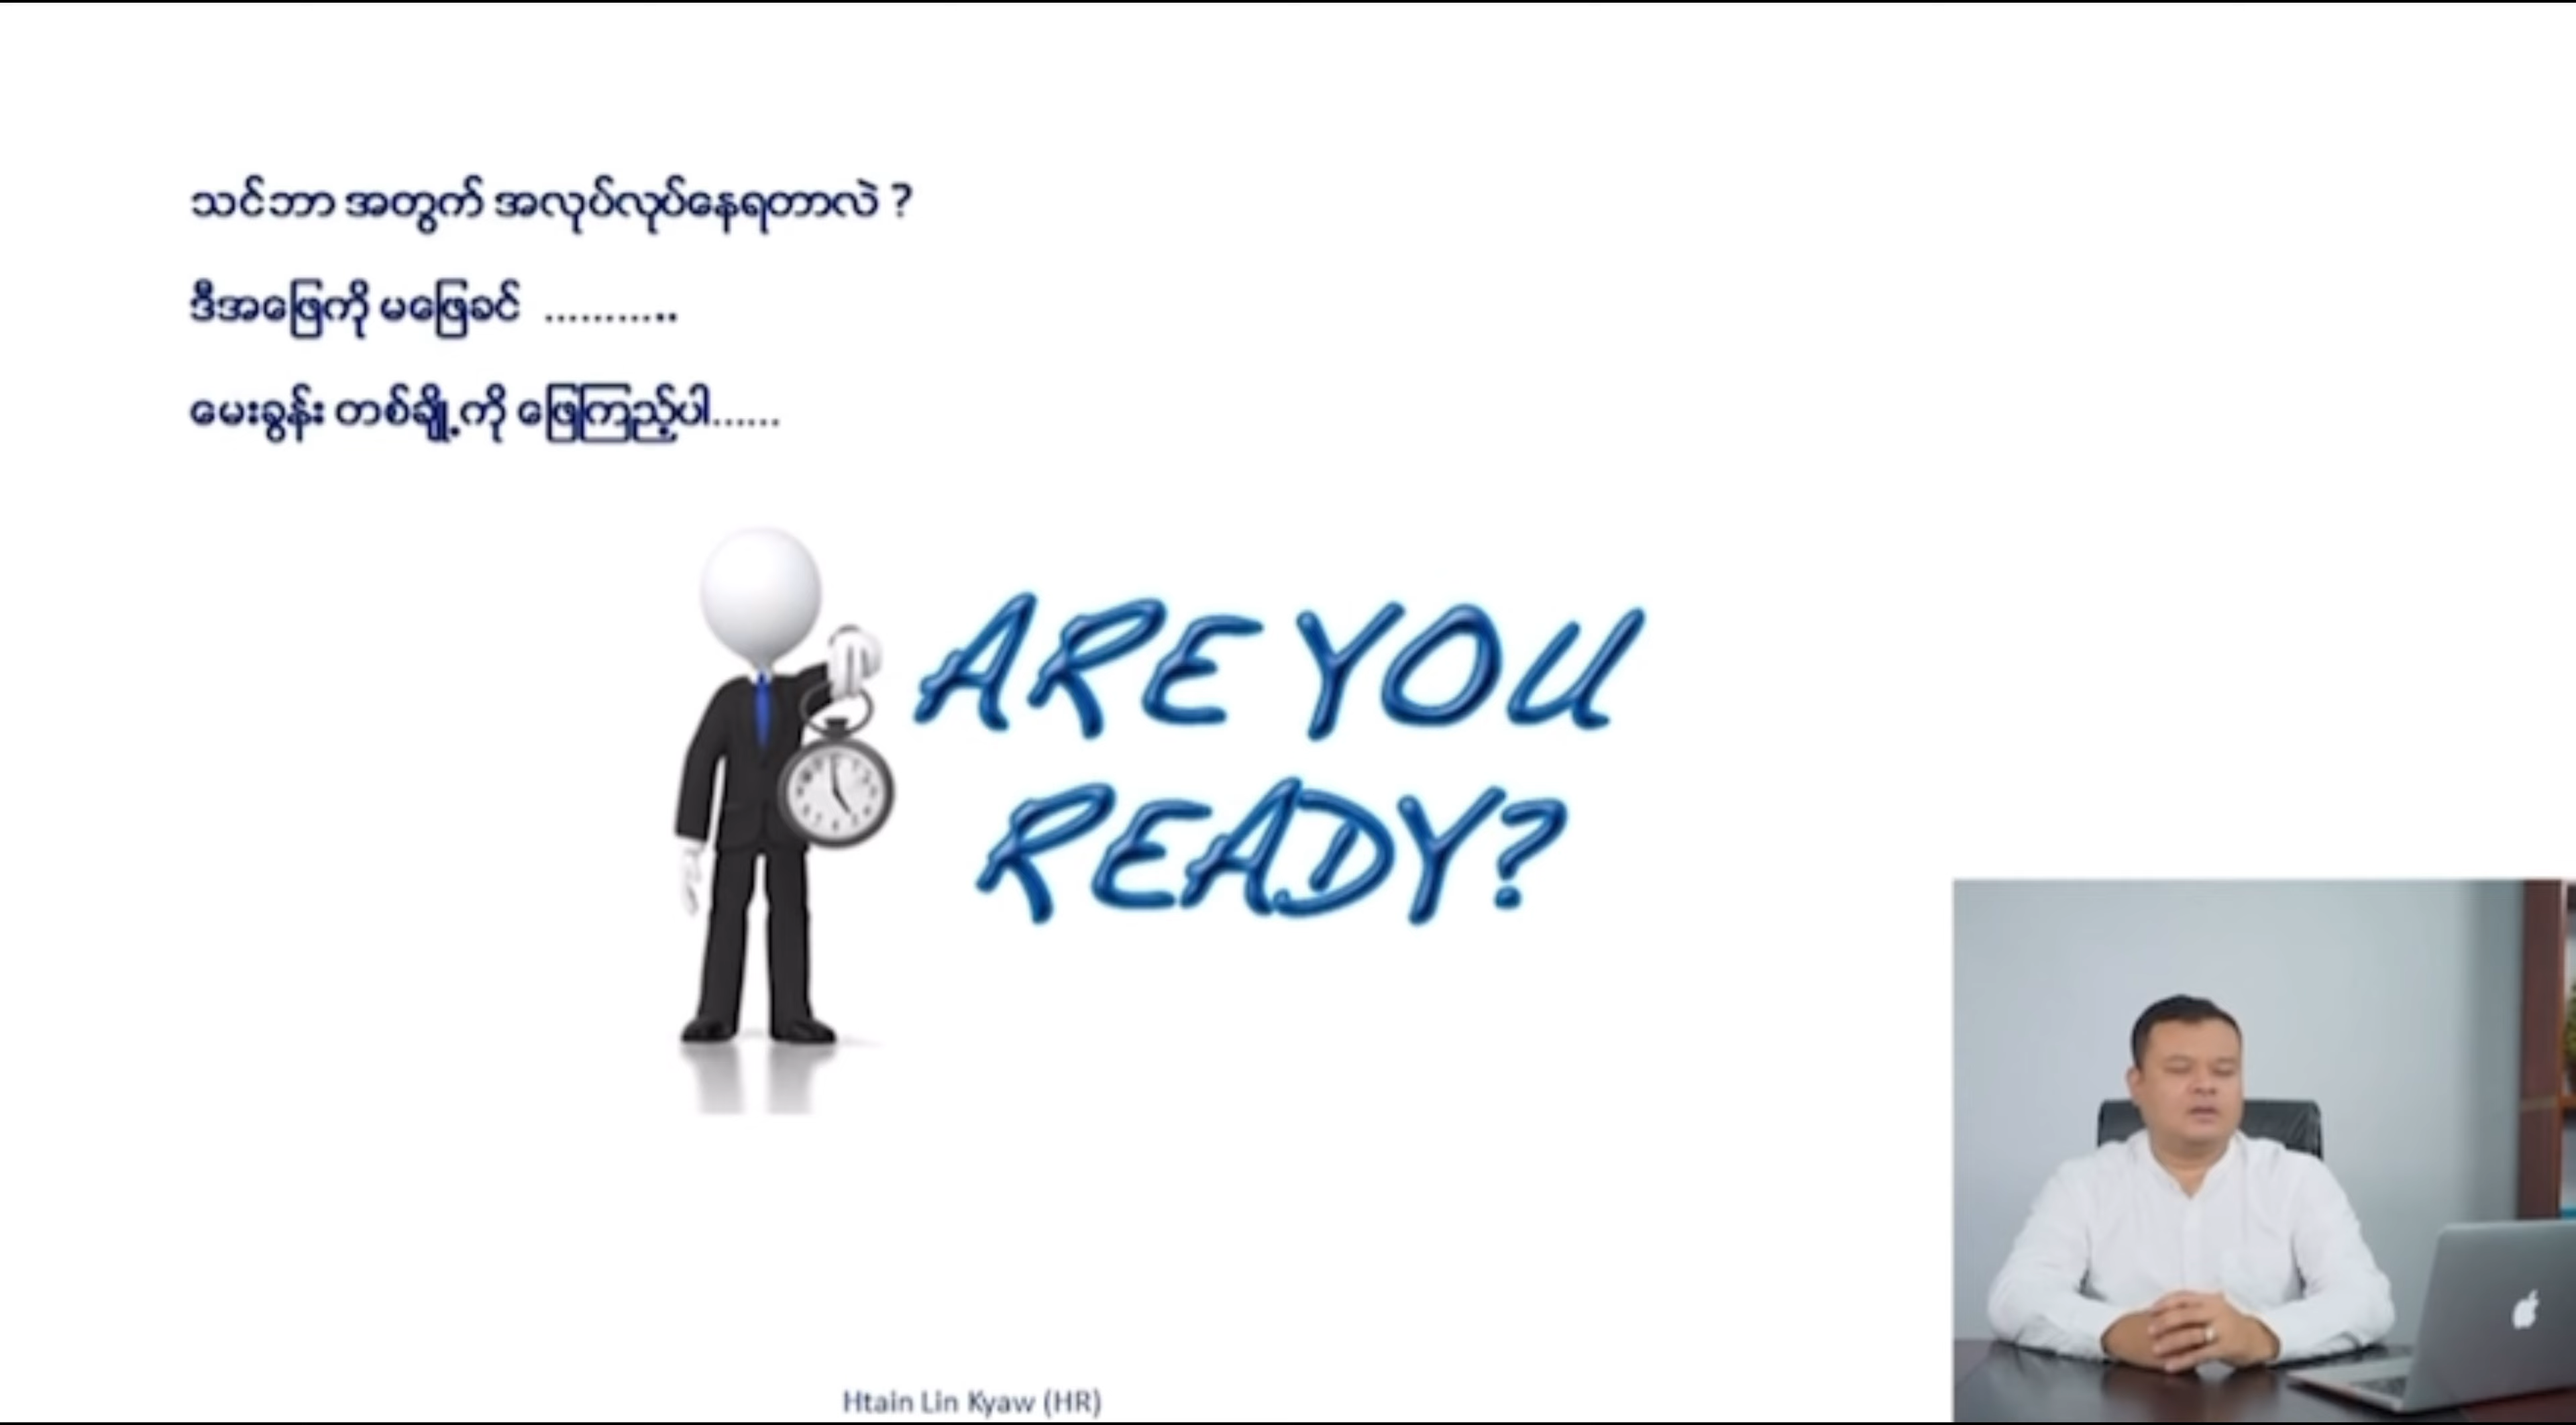 သင်ဘာ အတွက် အလုပ်လုပ်နေရတာလဲ ?
ဒီအဖြေကို မဖြေခင် ...........
မေးခွန်း တစ်ချို့ကို ဖြေကြည့်ပါ......
ARE YOU
READY?
Htain Lin Kyaw (HR)